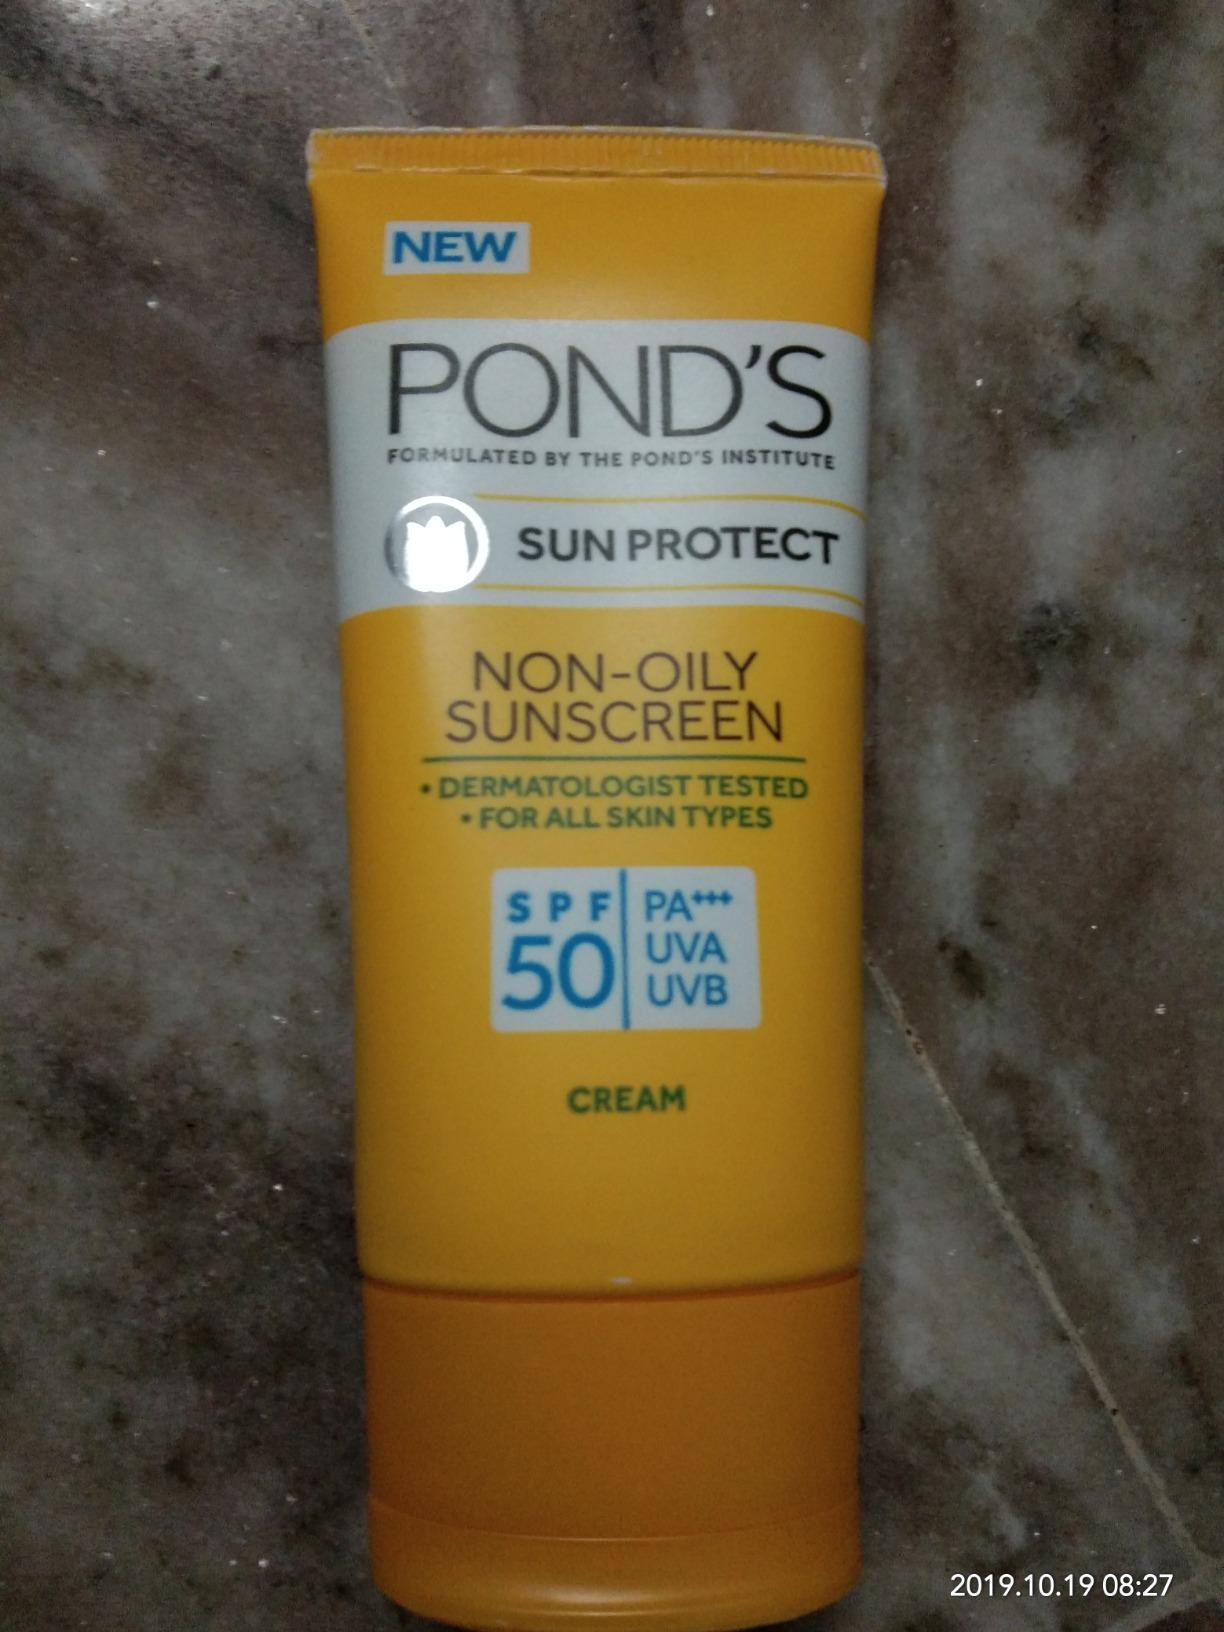 NEW
POND'S
FORMULATED BY THE POND'S INSTITUTE
SUN PROTECT
NON-OILY
SUNSCREEN
• DERMATOLOGIST TESTED
• FOR ALL SKIN TYPES
SPF
50
PA+++
UVA
UVB
CREAM
2019.10.19 08:27